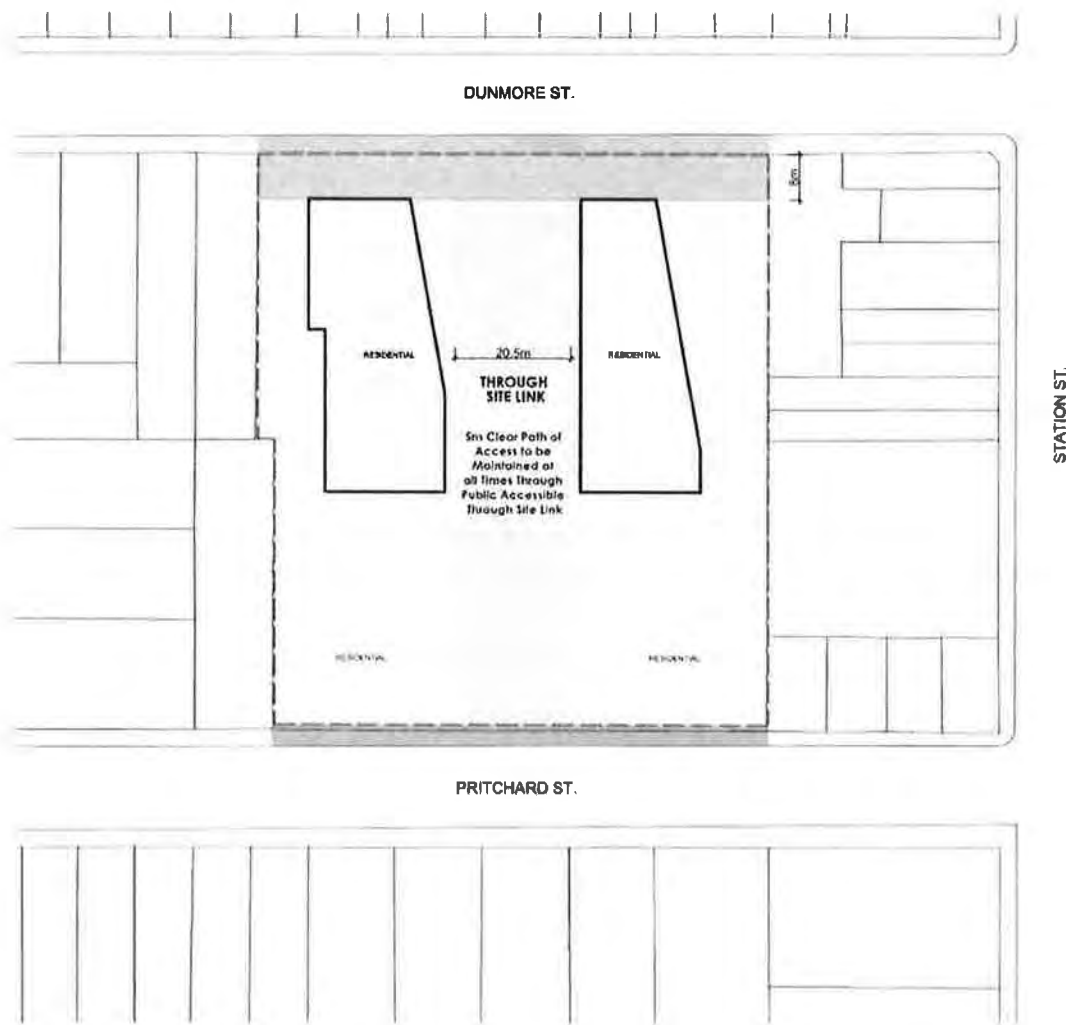 DUNMORE ST.
8m
RESIDENTIAL
20.5m
RESIDENTIAL
THROUGH
SITE LINK
5m Clear Path of
Access to be
Maintained at
all Times Through
Public Accessible
Through Site Link
STATION ST.
RESIDENTIAL
RESIDENTIAL
PRITCHARD ST.